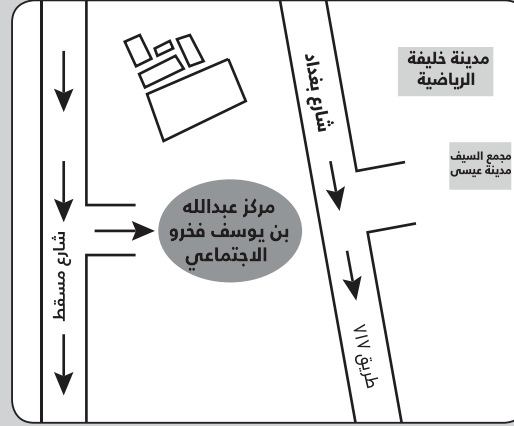 مدينة خليفة
الرياضية
شارع بغداد
مجمع السيف
مدينة عيسى
مركز عبدالله
بن يوسف فخرو
الاجتماعي
شارع مسقط
طريق ٧١٧